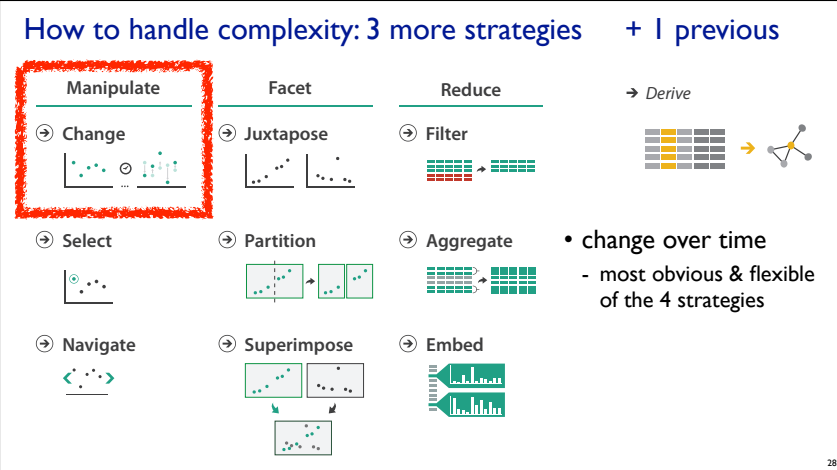 How to handle complexity: 3 more strategies + 1 previous
Manipulate
Facet
Reduce
→ Derive
Change
Juxtapose
Filter
...
Select
Partition
Aggregate
• change over time
- most obvious & flexible
of the 4 strategies
Navigate
Superimpose
Embed
28